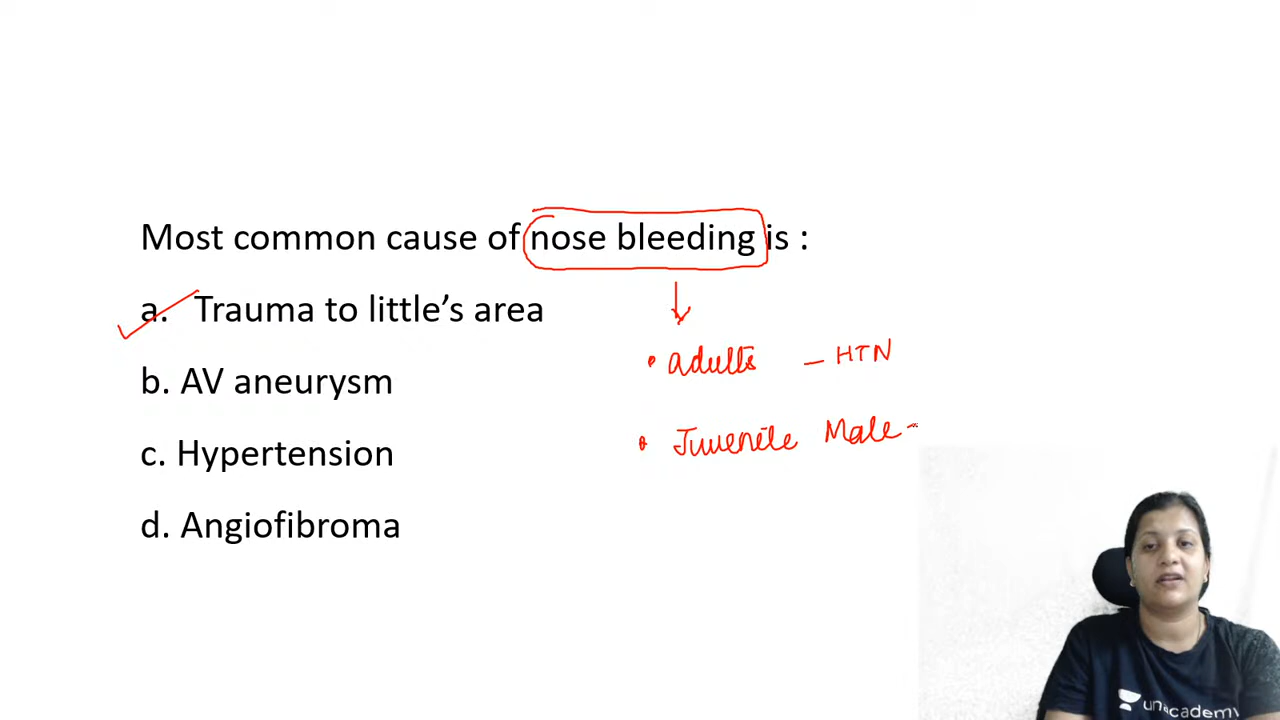 Most common cause of nose bleeding is :
a. Trauma to little's area
b. AV aneurysm
c. Hypertension
d. Angiofibroma
• adults – HTN
• Juvenile Male -
unacademy